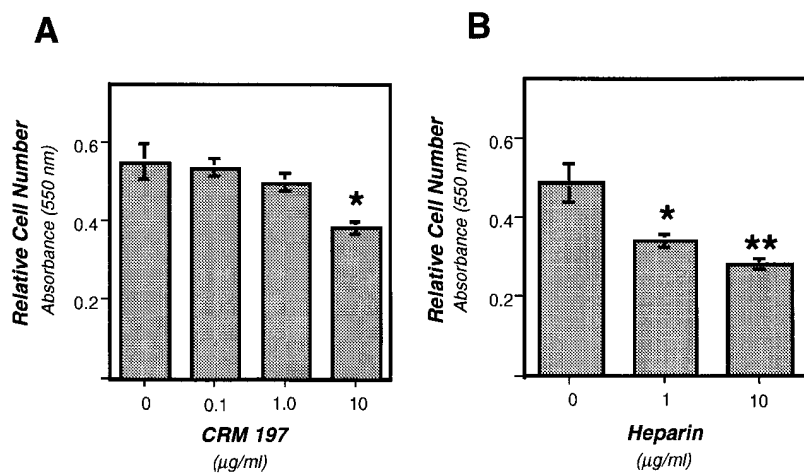 A
Relative Cell Number
Absorbance (550 nm)
0.6
0.4
0.2
*
0 0.1 1.0 10
CRM 197
(μg/ml)
B
Relative Cell Number
Absorbance (550 nm)
0.6
0.4
0.2
*
**
0 1 10
Heparin
(μg/ml)